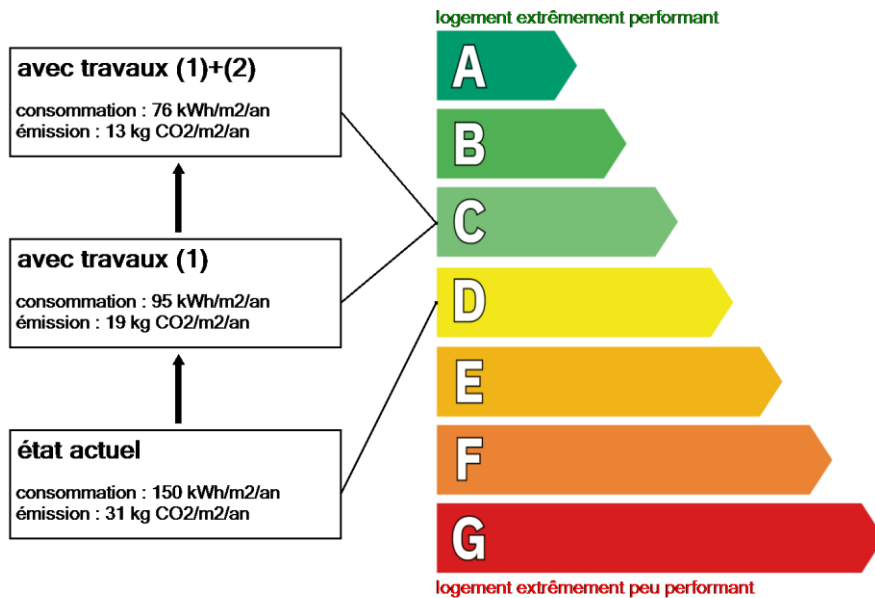 logement extrêmement performant
avec travaux (1)+(2)
consommation : 76 kWh/m2/an
émission : 13 kg CO2/m2/an
avec travaux (1)
consommation : 95 kWh/m2/an
émission : 19 kg CO2/m2/an
état actuel
consommation : 150 kWh/m2/an
émission : 31 kg CO2/m2/an
A
B
C
D
E
F
G
logement extrêmement peu performant